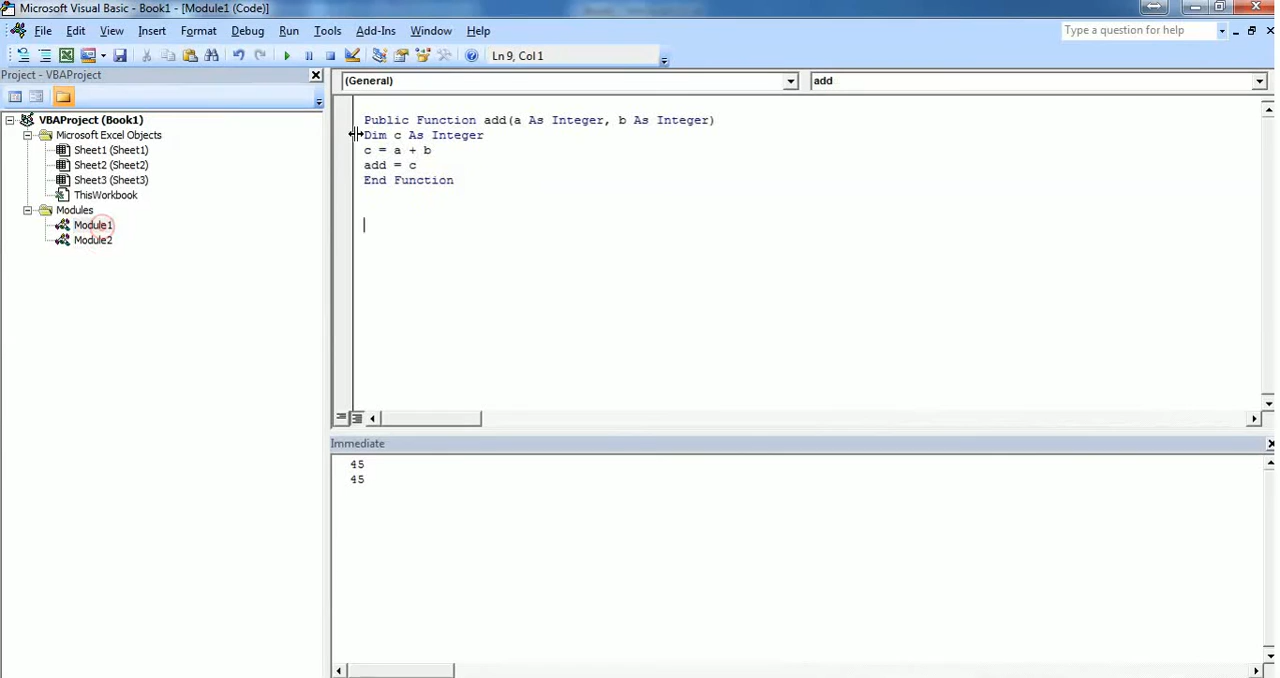 Microsoft Visual Basic - Book1 - [Module1 (Code)]
File Edit View Insert Format Debug Run Tools Add-Ins Window Help
Type a question for help
Ln 9, Col 1
Project - VBAProject
(General)
add
VBAProject (Book1)
Microsoft Excel Objects
Sheet1 (Sheet1)
Sheet2 (Sheet2)
Sheet3 (Sheet3)
ThisWorkbook
Modules
Module1
Module2
Public Function add(a As Integer, b As Integer)
Dim c As Integer
c = a + b
add = c
End Function
Immediate
45
45